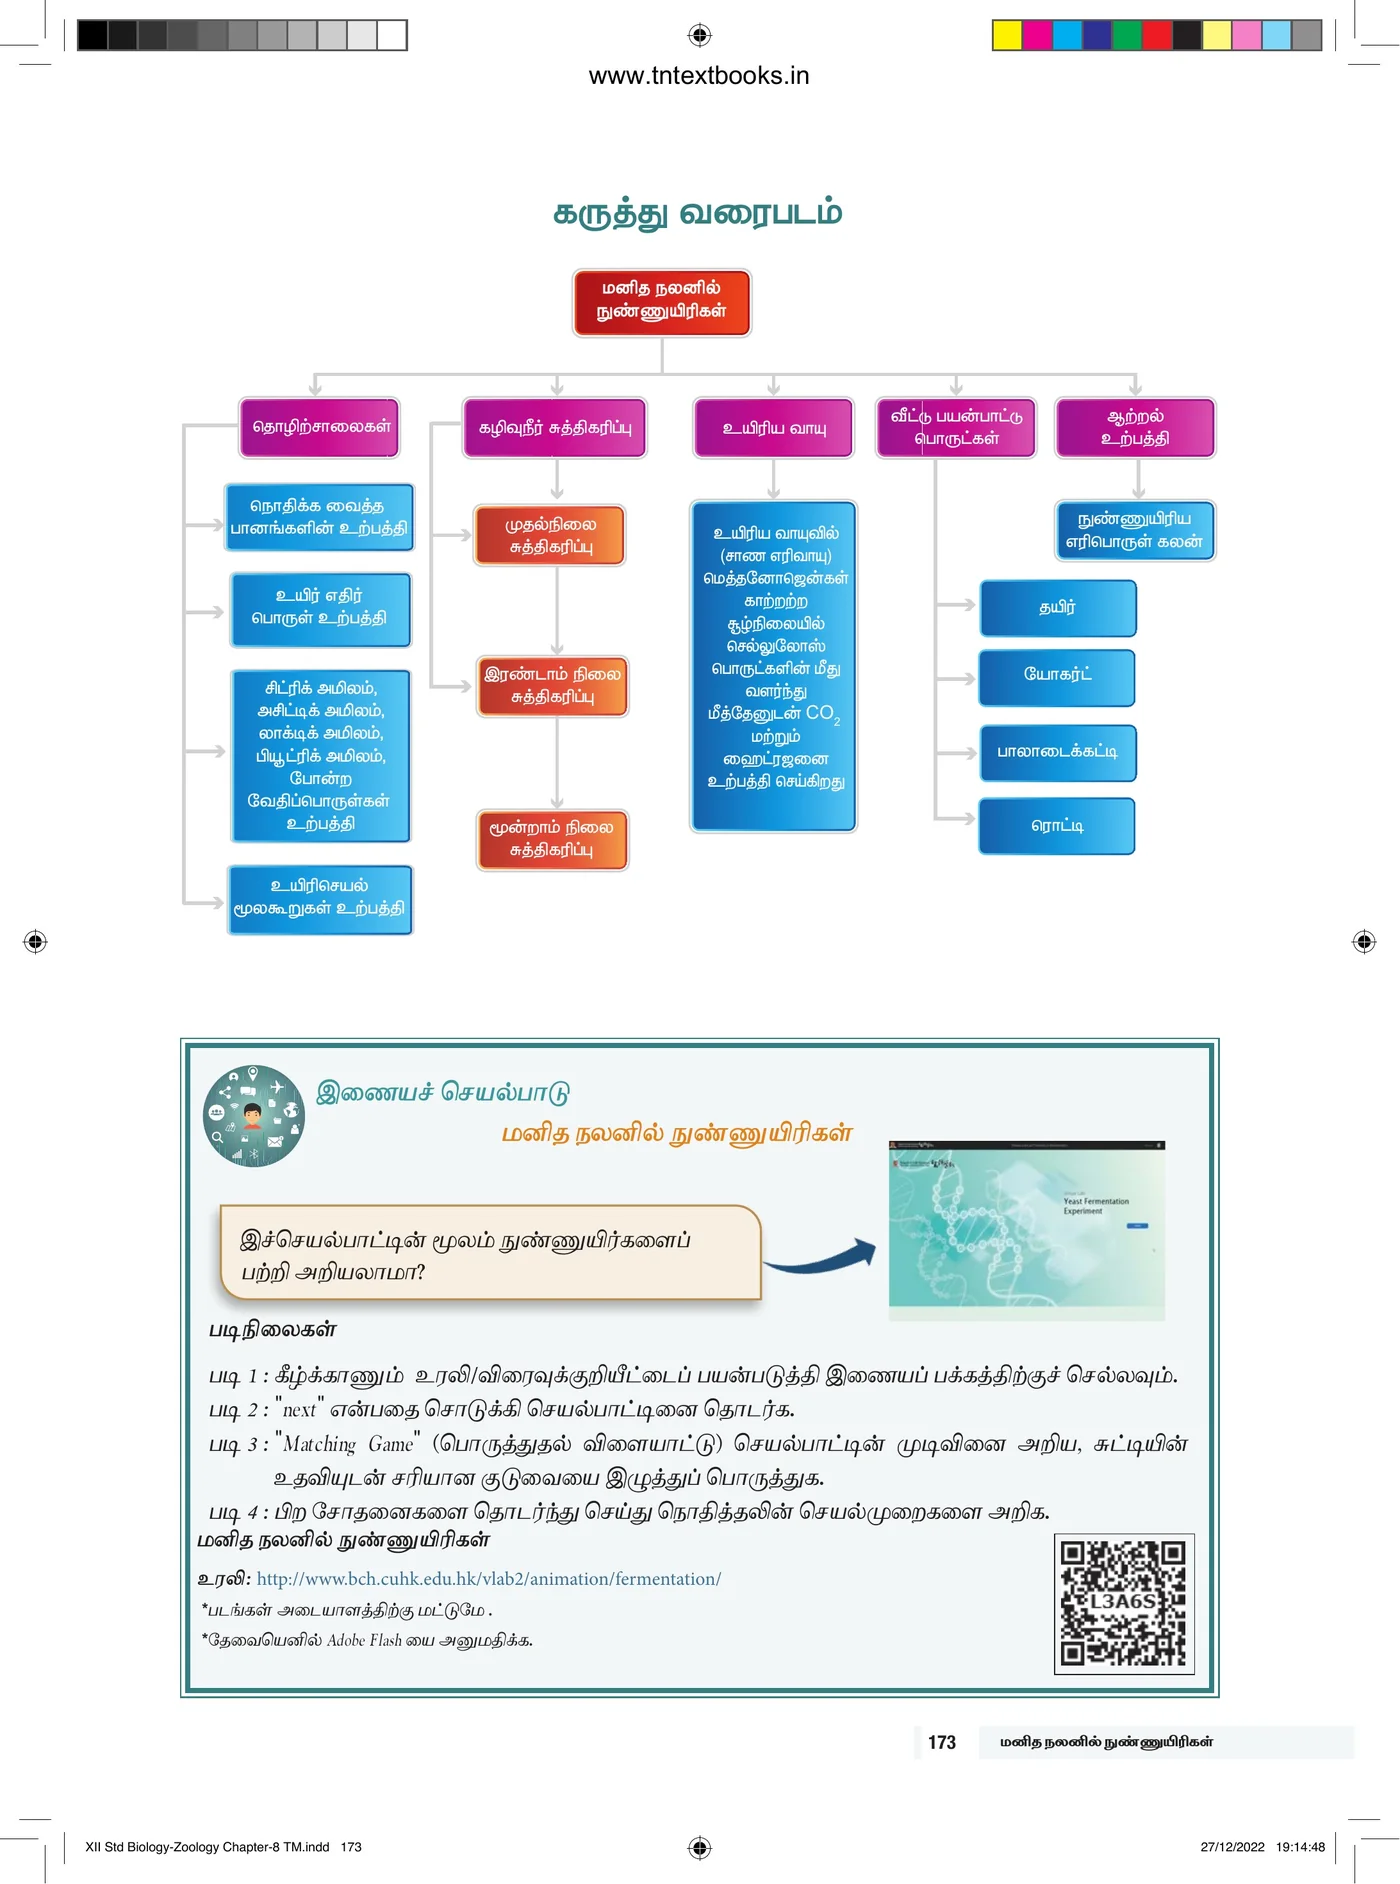 www.tntextbooks.in
கருத்து வரைபடம்
மனித நலனில்
நுண்ணுயிரிகள்
தொழிற்சாலைகள்
நொதிக்க வைத்த
பானங்களின் உற்பத்தி
உயிர் எதிர்
பொருள் உற்பத்தி
சிட்ரிக் அமிலம்,
அசிட்டிக் அமிலம்,
லாக்டிக் அமிலம்,
பியூட்ரிக் அமிலம்,
போன்ற
வேதிப்பொருள்கள்
உற்பத்தி
உயிரிசெயல்
மூலகூறுகள் உற்பத்தி
கழிவுநீர் சுத்திகரிப்பு
முதல்நிலை
சுத்திகரிப்பு
இரண்டாம் நிலை
சுத்திகரிப்பு
மூன்றாம் நிலை
சுத்திகரிப்பு
உயிரிய வாயு
உயிரிய வாயுவில்
(சாண எரிவாயு)
மெத்தனோஜென்கள்
காற்றற்ற
சூழ்நிலையில்
செல்லுலோஸ்
பொருட்களின் மீது
வளர்ந்து
மீத்தேனுடன் CO2
மற்றும்
ஹைட்ரஜனை
உற்பத்தி செய்கிறது
வீட்டு பயன்பாட்டு
பொருட்கள்
தயிர்
யோகர்ட்
பாலாடைக்கட்டி
ரொட்டி
ஆற்றல்
உற்பத்தி
நுண்ணுயிரிய
எரிபொருள் கலன்
இணையச் செயல்பாடு
மனித நலனில் நுண்ணுயிரிகள்
இச்செயல்பாட்டின் மூலம் நுண்ணுயிர்களைப்
பற்றி அறியலாமா?
Yeast Fermentation
Experiment
படிநிலைகள்
படி 1 : கீழ்க்காணும் உரலி/விரைவுக்குறியீட்டைப் பயன்படுத்தி இணையப் பக்கத்திற்குச் செல்லவும்.
படி 2 : "next" என்பதை சொடுக்கி செயல்பாட்டினை தொடர்க.
படி 3 : "Matching Game" (பொருத்துதல் விளையாட்டு) செயல்பாட்டின் முடிவினை அறிய, சுட்டியின்
உதவியுடன் சரியான குடுவையை இழுத்துப் பொருத்துக.
படி 4 : பிற சோதனைகளை தொடர்ந்து செய்து நொதித்தலின் செயல்முறைகளை அறிக.
மனித நலனில் நுண்ணுயிரிகள்
உரலி: http://www.bch.cuhk.edu.hk/vlab2/animation/fermentation/
*படங்கள் அடையாளத்திற்கு மட்டுமே .
*தேவையெனில் Adobe Flash யை அனுமதிக்க.
L3A6S
173 மனித நலனில் நுண்ணுயிரிகள்
XII Std Biology-Zoology Chapter-8 TM.indd 173
27/12/2022 19:14:48